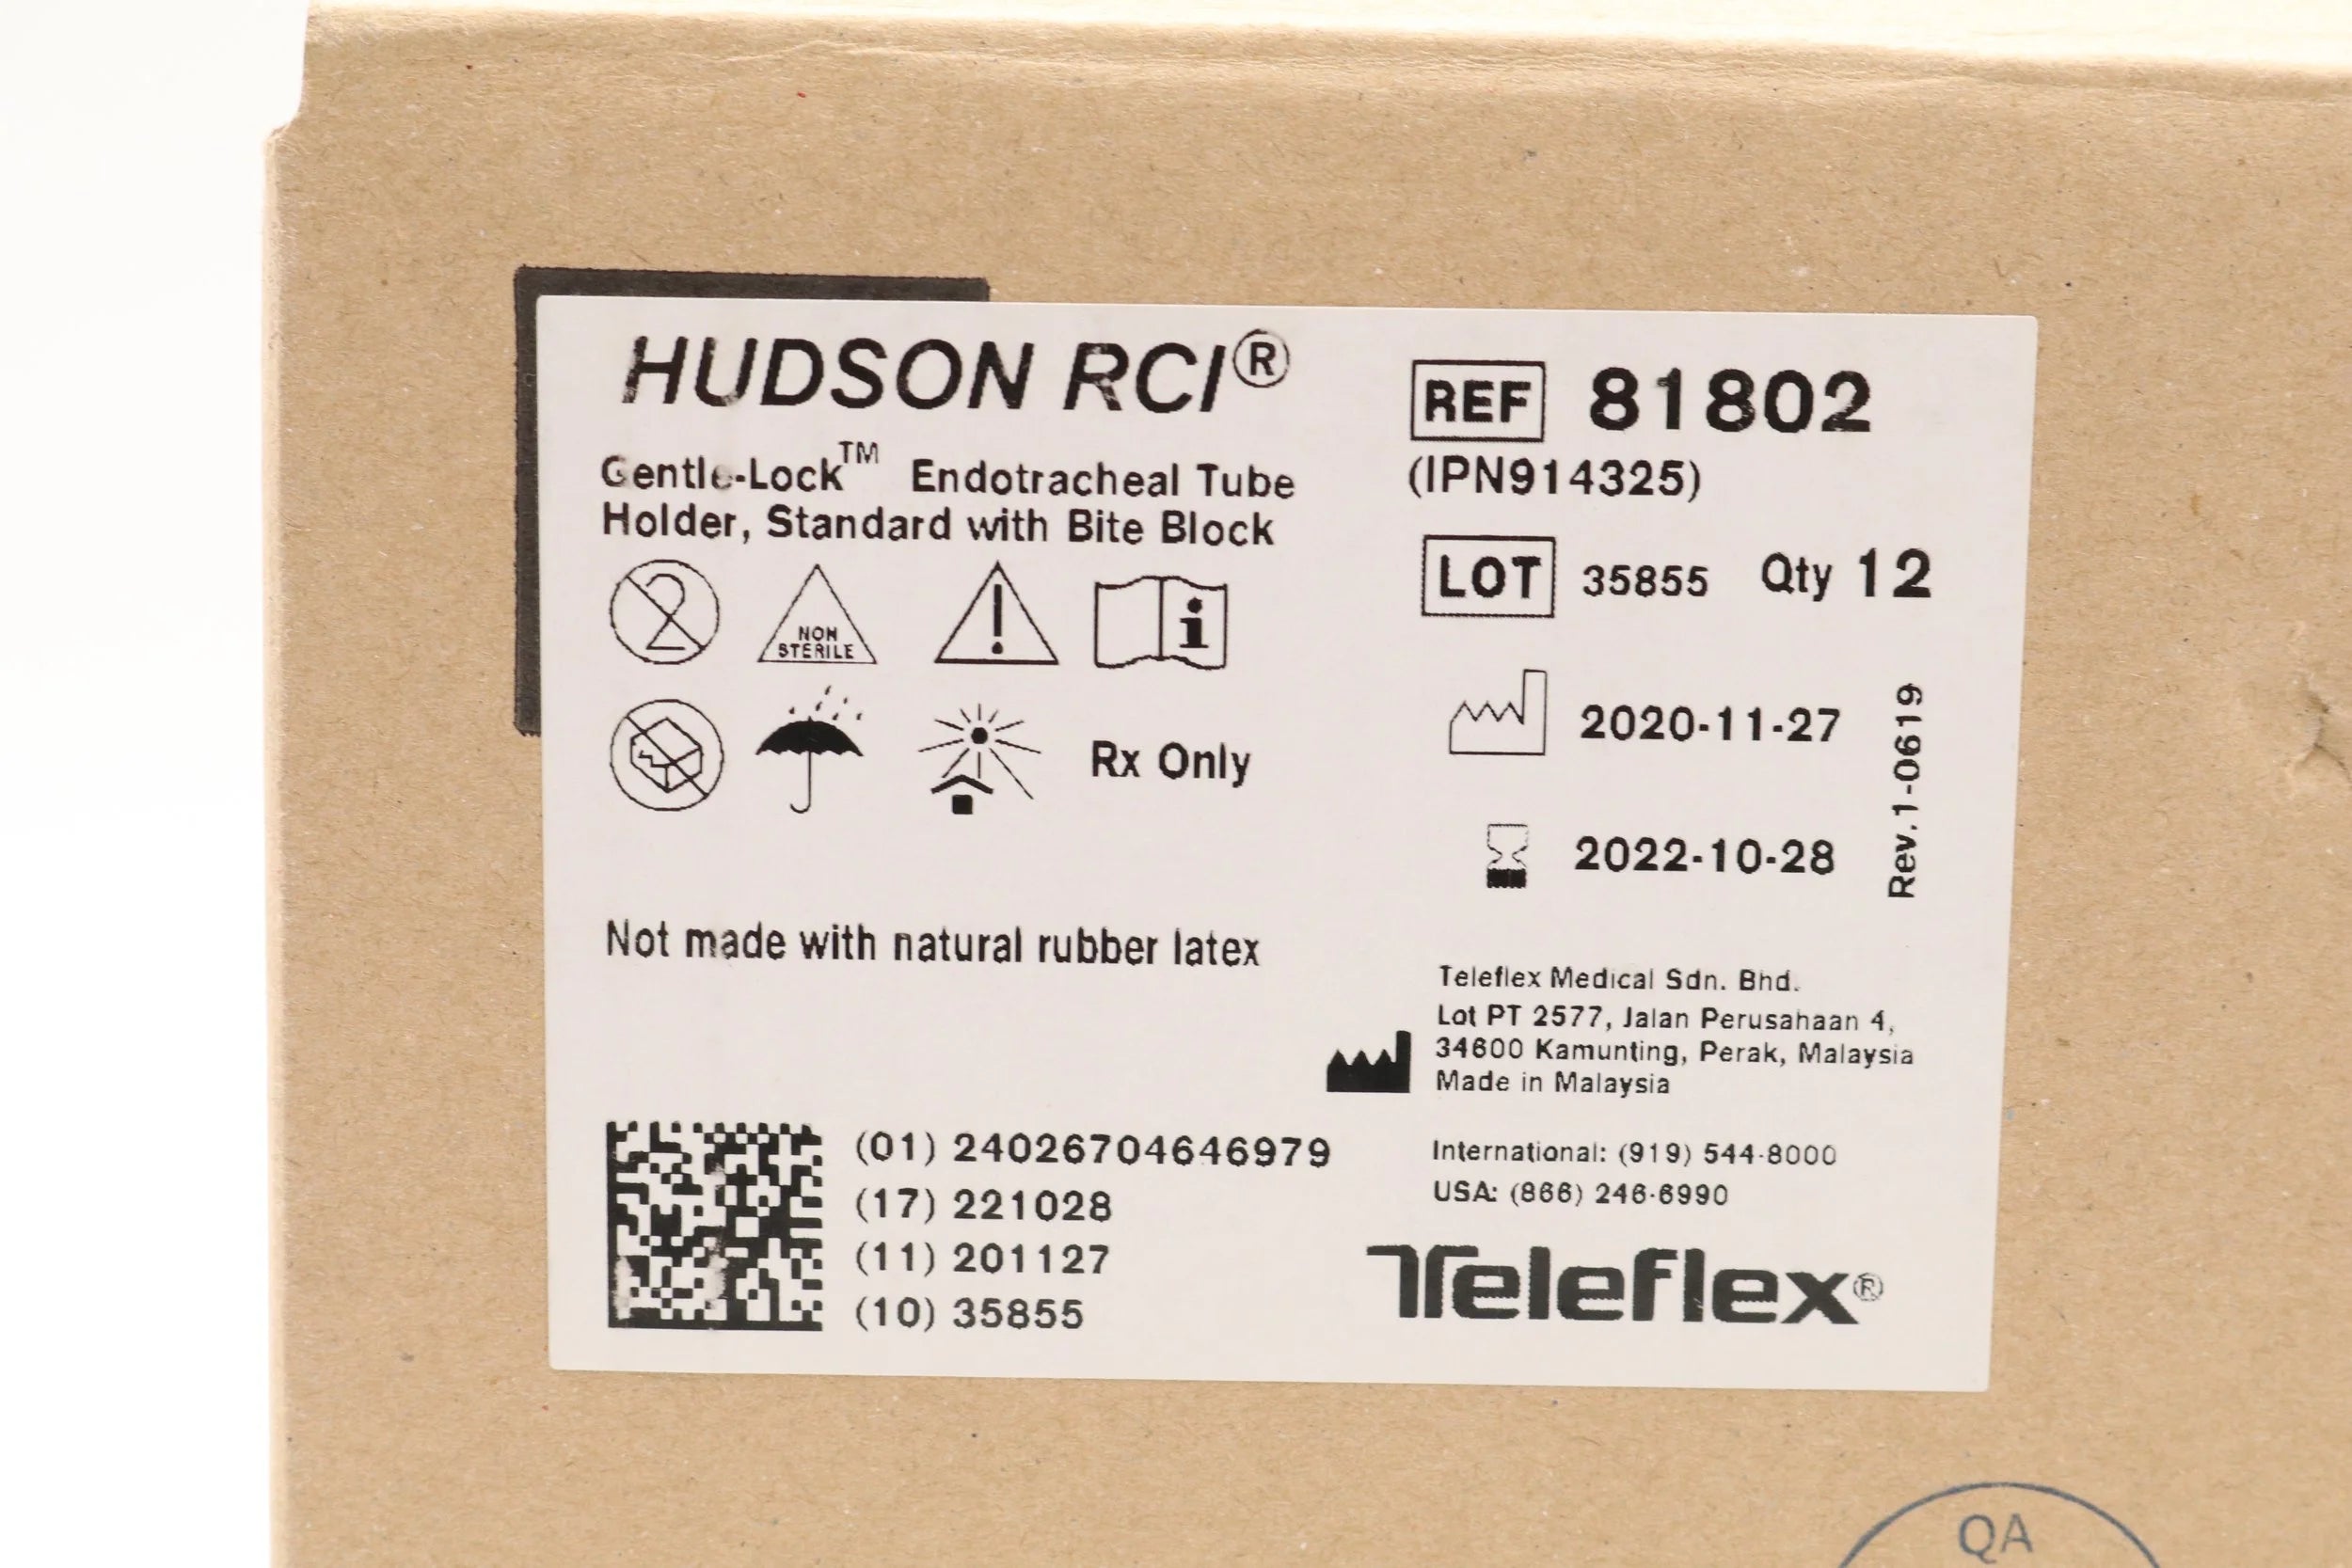 HUDSON RCI®
Gentle-Lock™ Endotracheal Tube
Holder, Standard with Bite Block
2
NON
STERILE
!
i
Rx Only
Not made with natural rubber latex
(01) 24026704646979
(17) 221028
(11) 201127
(10) 35855
REF 81802
(IPN914325)
LOT 35855 Qty 12
2020-11-27
2022-10-28
Rev.1-0619
Teleflex Medical Sdn. Bhd.
Lot PT 2577, Jalan Perusahaan 4,
34600 Kamunting, Perak, Malaysia
Made in Malaysia
International: (919) 544-8000
USA: (866) 246-6990
Teleflex®
QA